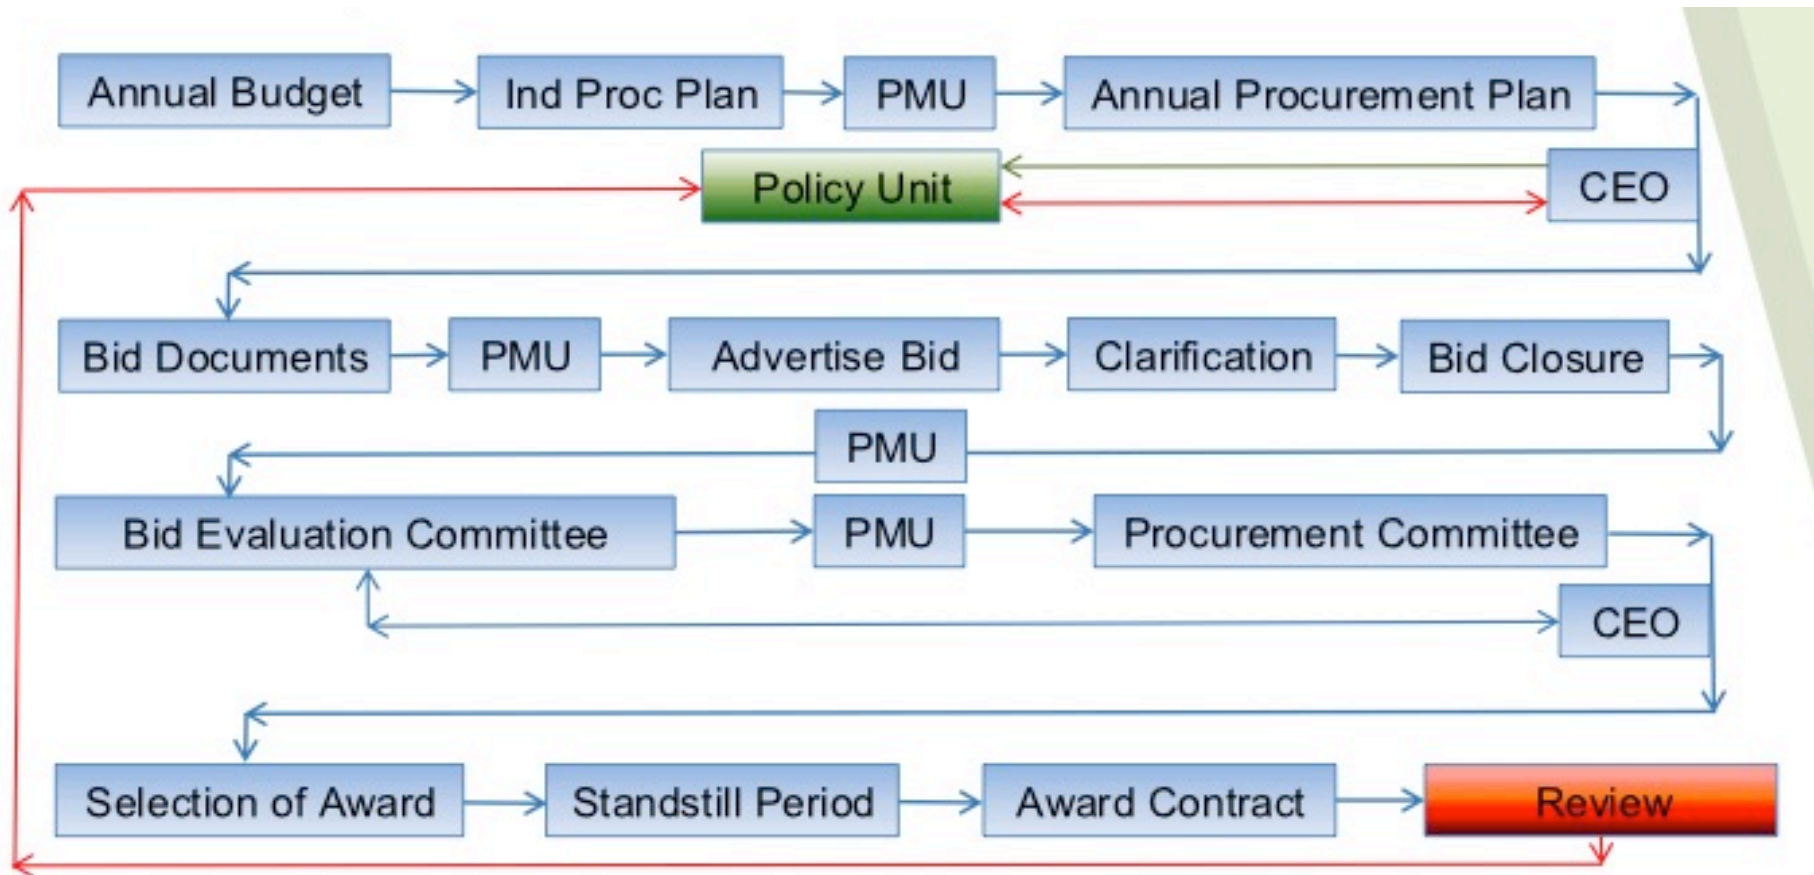 Annual Budget
Ind Proc Plan
PMU
Annual Procurement Plan
Policy Unit
CEO
Bid Documents
PMU
Advertise Bid
Clarification
Bid Closure
PMU
Bid Evaluation Committee
PMU
Procurement Committee
CEO
Selection of Award
Standstill Period
Award Contract
Review